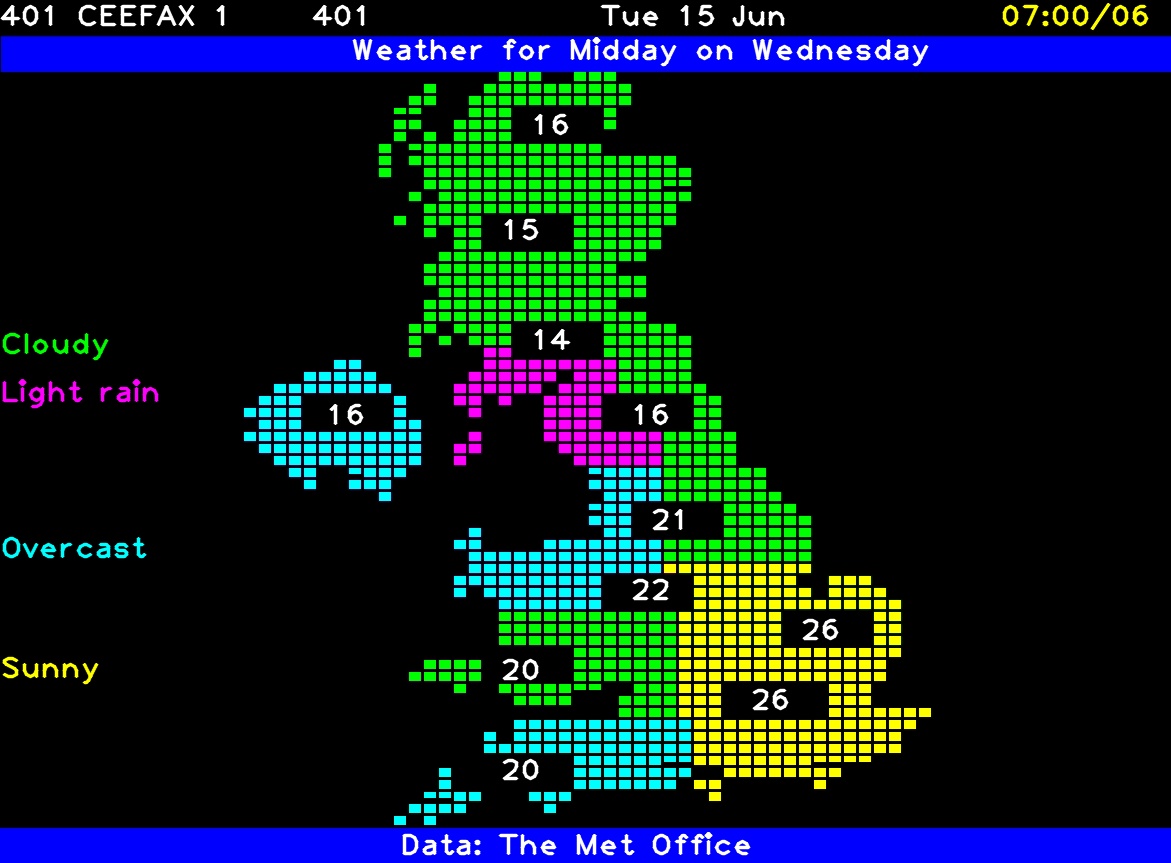 401 CEEFAX 1 401 Tue 15 Jun 07:00/06
Weather for Midday on Wednesday
16
15
14
Cloudy
Light rain
16
16
21
Overcast
22
26
Sunny
20
26
20
Data: The Met Office